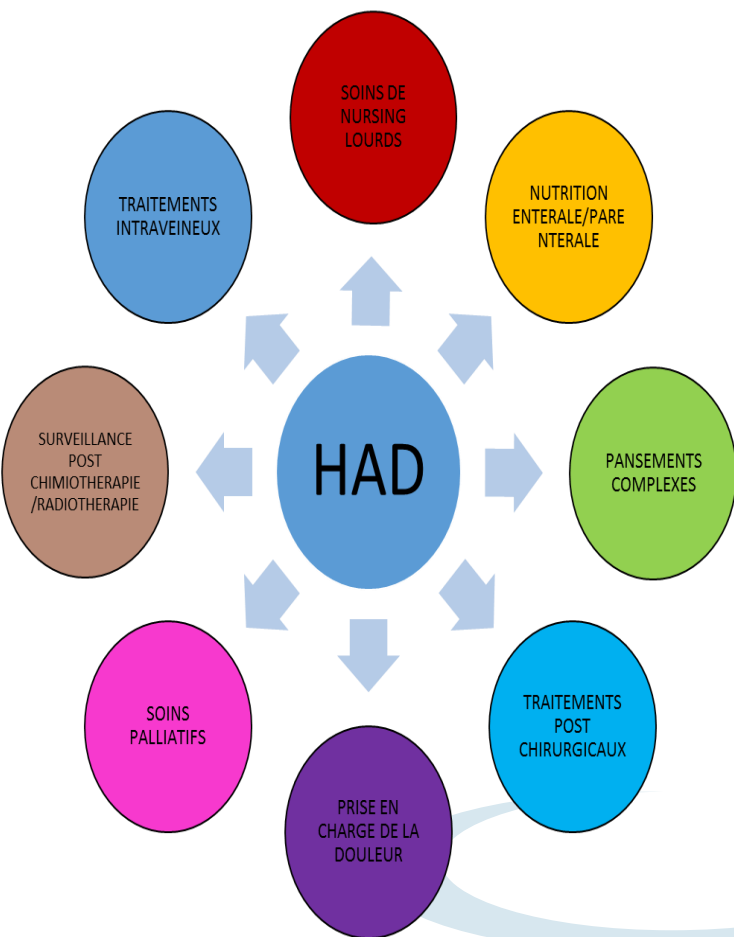 SOINS DE
NURSING
LOURDS
NUTRITION
ENTERALE/PARE
NTERALE
PANSEMENTS
COMPLEXES
TRAITEMENTS
POST
CHIRURGICAUX
PRISE EN
CHARGE DE LA
DOULEUR
SOINS
PALLIATIFS
SURVEILLANCE
POST
CHIMIOTHERAPIE
/RADIOTHERAPIE
TRAITEMENTS
INTRAVEINEUX
HAD